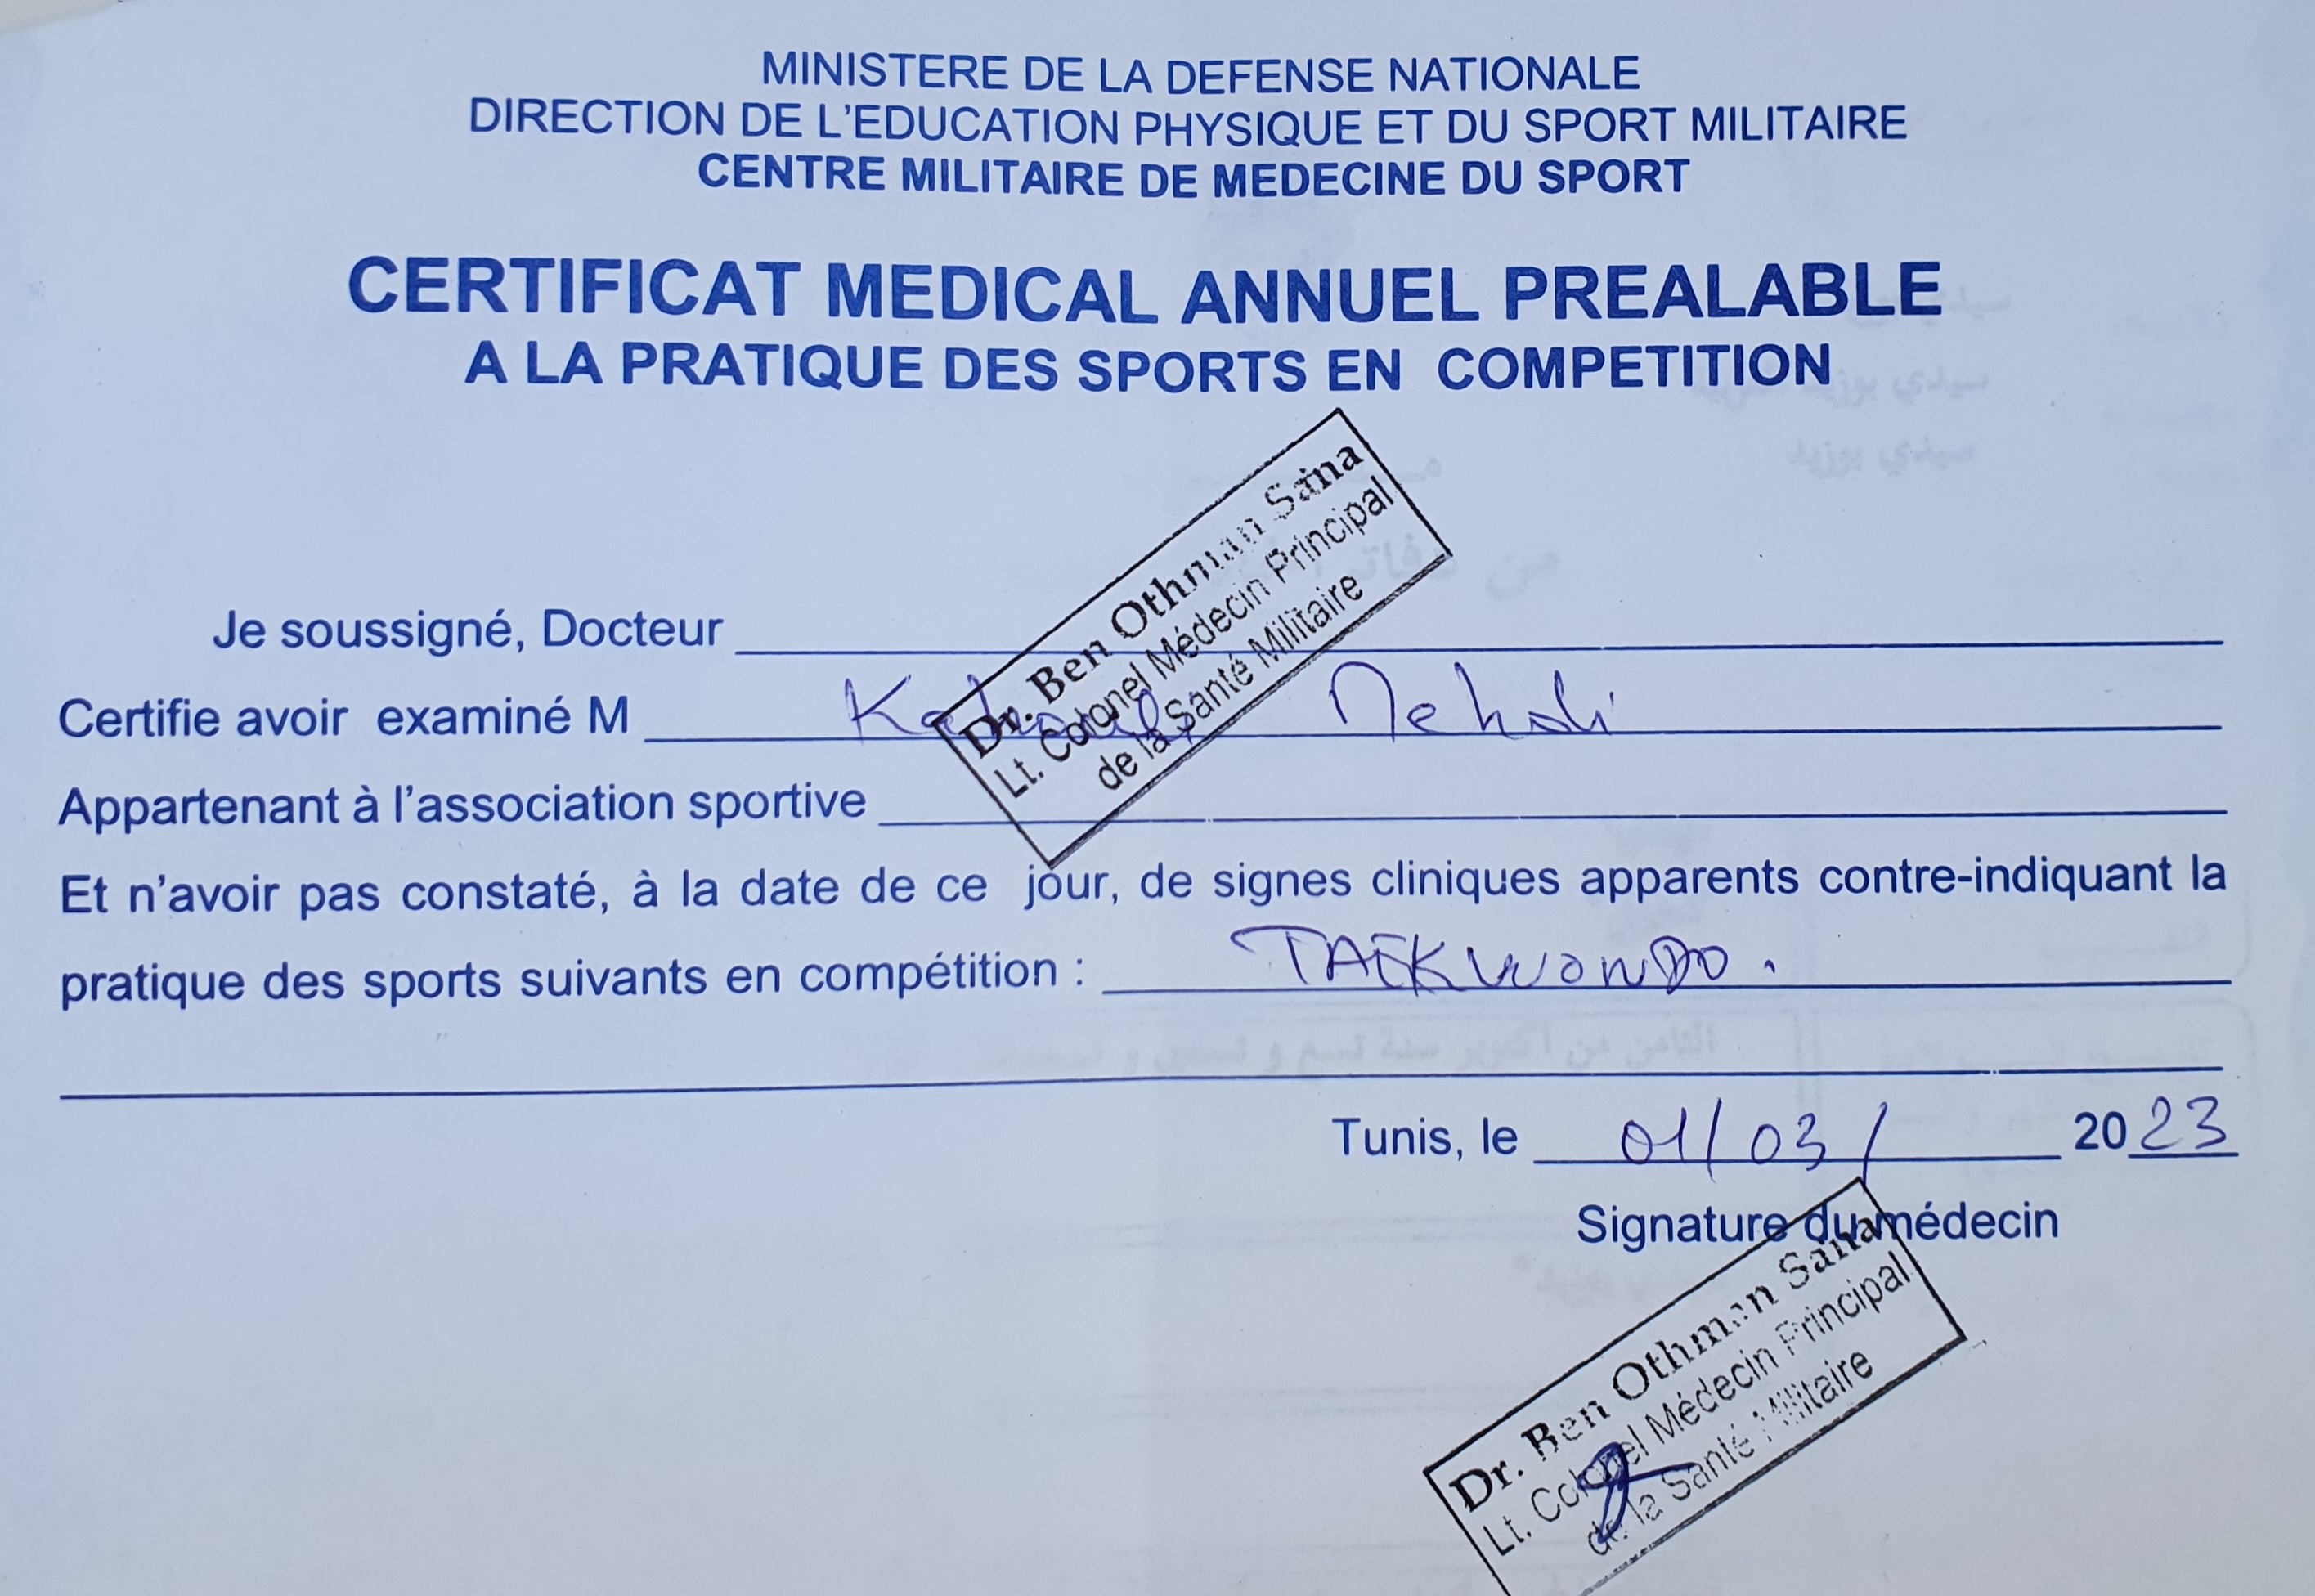 MINISTERE DE LA DEFENSE NATIONALE
DIRECTION DE L'EDUCATION PHYSIQUE ET DU SPORT MILITAIRE
CENTRE MILITAIRE DE MEDECINE DU SPORT
CERTIFICAT MEDICAL ANNUEL PREALABLE
A LA PRATIQUE DES SPORTS EN COMPETITION
Dr. Ben Othman Sana
Lt. Colonel Médecin Principal
de la Santé Militaire
Je soussigné, Docteur
Certifie avoir examiné M Mehdi
Appartenant à l'association sportive
Et n'avoir pas constaté, à la date de ce jour, de signes cliniques apparents contre-indiquant la
pratique des sports suivants en compétition : TAEKWONDO.
Tunis, le 01/03/ 2023
Signature du médecin
Dr. Ben Othman Sana
Lt. Colonel Médecin Principal
de la Santé Militaire